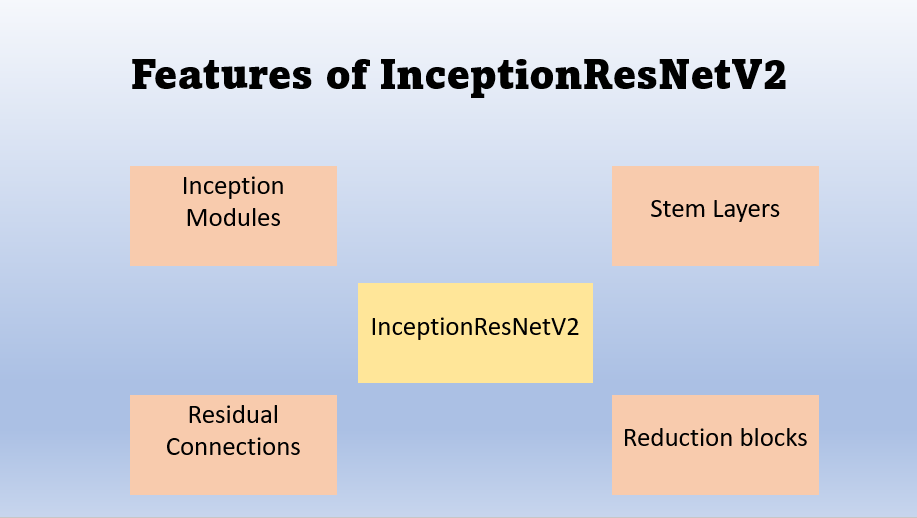 Features of InceptionResNetV2
Inception
Modules
Stem Layers
InceptionResNetV2
Residual
Connections
Reduction blocks